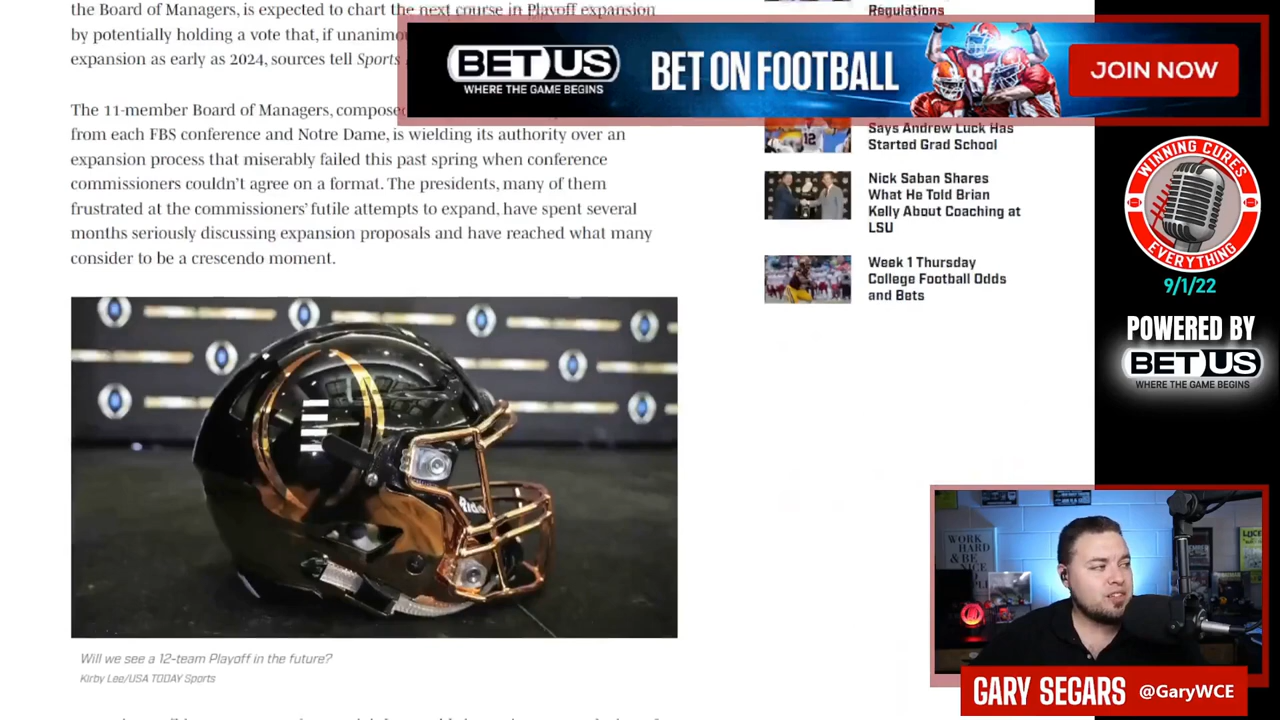 the Board of Managers, is expected to chart the next course in Playoff expansion
by potentially holding a vote that, if unanimo
expansion as early as 2024, sources tell Sports
The 11-member Board of Managers, compose
from each FBS conference and Notre Dame, is wielding its authority over an
expansion process that miserably failed this past spring when conference
commissioners couldn't agree on a format. The presidents, many of them
frustrated at the commissioners' futile attempts to expand, have spent several
months seriously discussing expansion proposals and have reached what many
consider to be a crescendo moment.
Will we see a 12-team Playoff in the future?
Kirby Lee/USA TODAY Sports
Regulations
BET US
WHERE THE GAME BEGINS
BET ON FOOTBALL
JOIN NOW
Says Andrew Luck Has
Started Grad School
Nick Saban Shares
What He Told Brian
Kelly About Coaching at
LSU
Week 1 Thursday
College Football Odds
and Bets
WINNING CURES
EVERYTHING
9/1/22
POWERED BY
BET US
WHERE THE GAME BEGINS
WORK
HARD
& BE
GARY SEGARS @GaryWCE